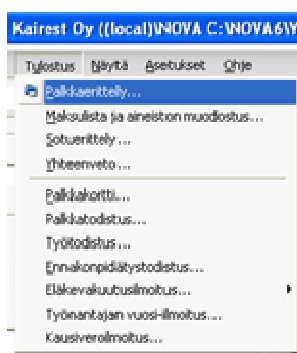 Kairest Oy ((local)\NOVA C:\NOVA6\Y
Tulostus Näytä Asetukset Ohje
Palkkaerittely...
Maksulista ja aineiston muodostus...
Sotuerittely...
Yhteenveto...
Palkkakortti...
Palkkatodistus...
Työtodistus...
Ennakonpidätystodistus...
Eläkevakuutusilmoitus...
Työnantajan vuosi-ilmoitus...
Kausiveroilmoitus...